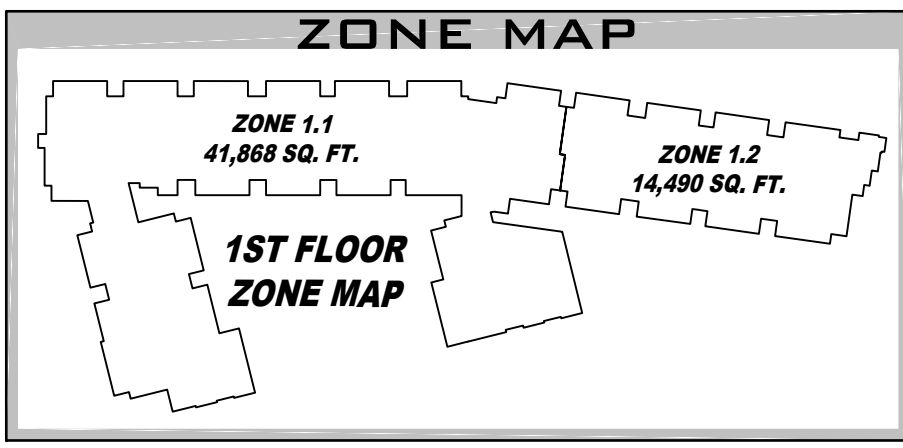 ZONE MAP
ZONE 1.1
41,868 SQ. FT.
ZONE 1.2
14,490 SQ. FT.
1ST FLOOR
ZONE MAP